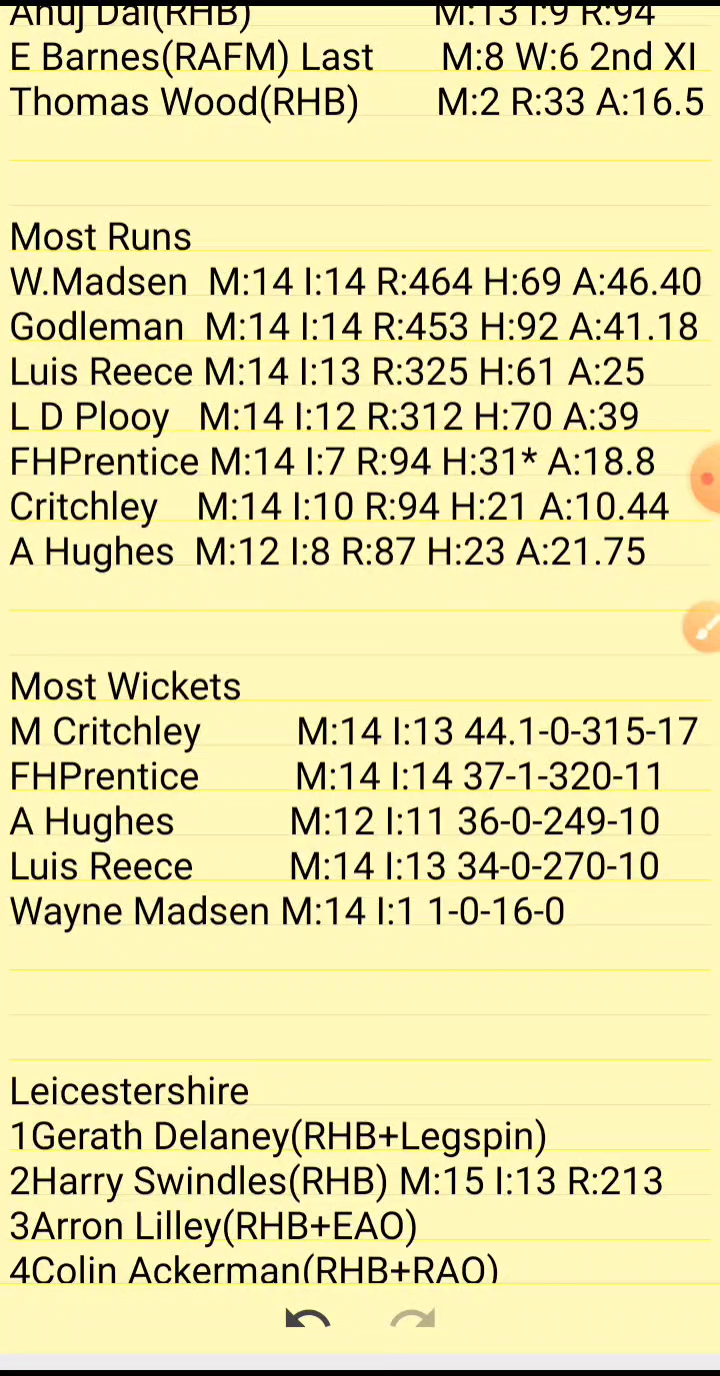 Anuj Dal(RHB) M:13 I:9 R:94
E Barnes(RAFM) Last M:8 W:6 2nd XI
Thomas Wood(RHB) M:2 R:33 A:16.5
Most Runs
W.Madsen M:14 I:14 R:464 H:69 A:46.40
Godleman M:14 I:14 R:453 H:92 A:41.18
Luis Reece M:14 I:13 R:325 H:61 A:25
L D Plooy M:14 I:12 R:312 H:70 A:39
FHPrentice M:14 I:7 R:94 H:31* A:18.8
Critchley M:14 I:10 R:94 H:21 A:10.44
A Hughes M:12 I:8 R:87 H:23 A:21.75
Most Wickets
M Critchley M:14 I:13 44.1-0-315-17
FHPrentice M:14 I:14 37-1-320-11
A Hughes M:12 I:11 36-0-249-10
Luis Reece M:14 I:13 34-0-270-10
Wayne Madsen M:14 I:1 1-0-16-0
Leicestershire
1Gerath Delaney(RHB+Legspin)
2Harry Swindles(RHB) M:15 I:13 R:213
3Arron Lilley(RHB+EAO)
4Colin Ackerman(RHB+RAO)